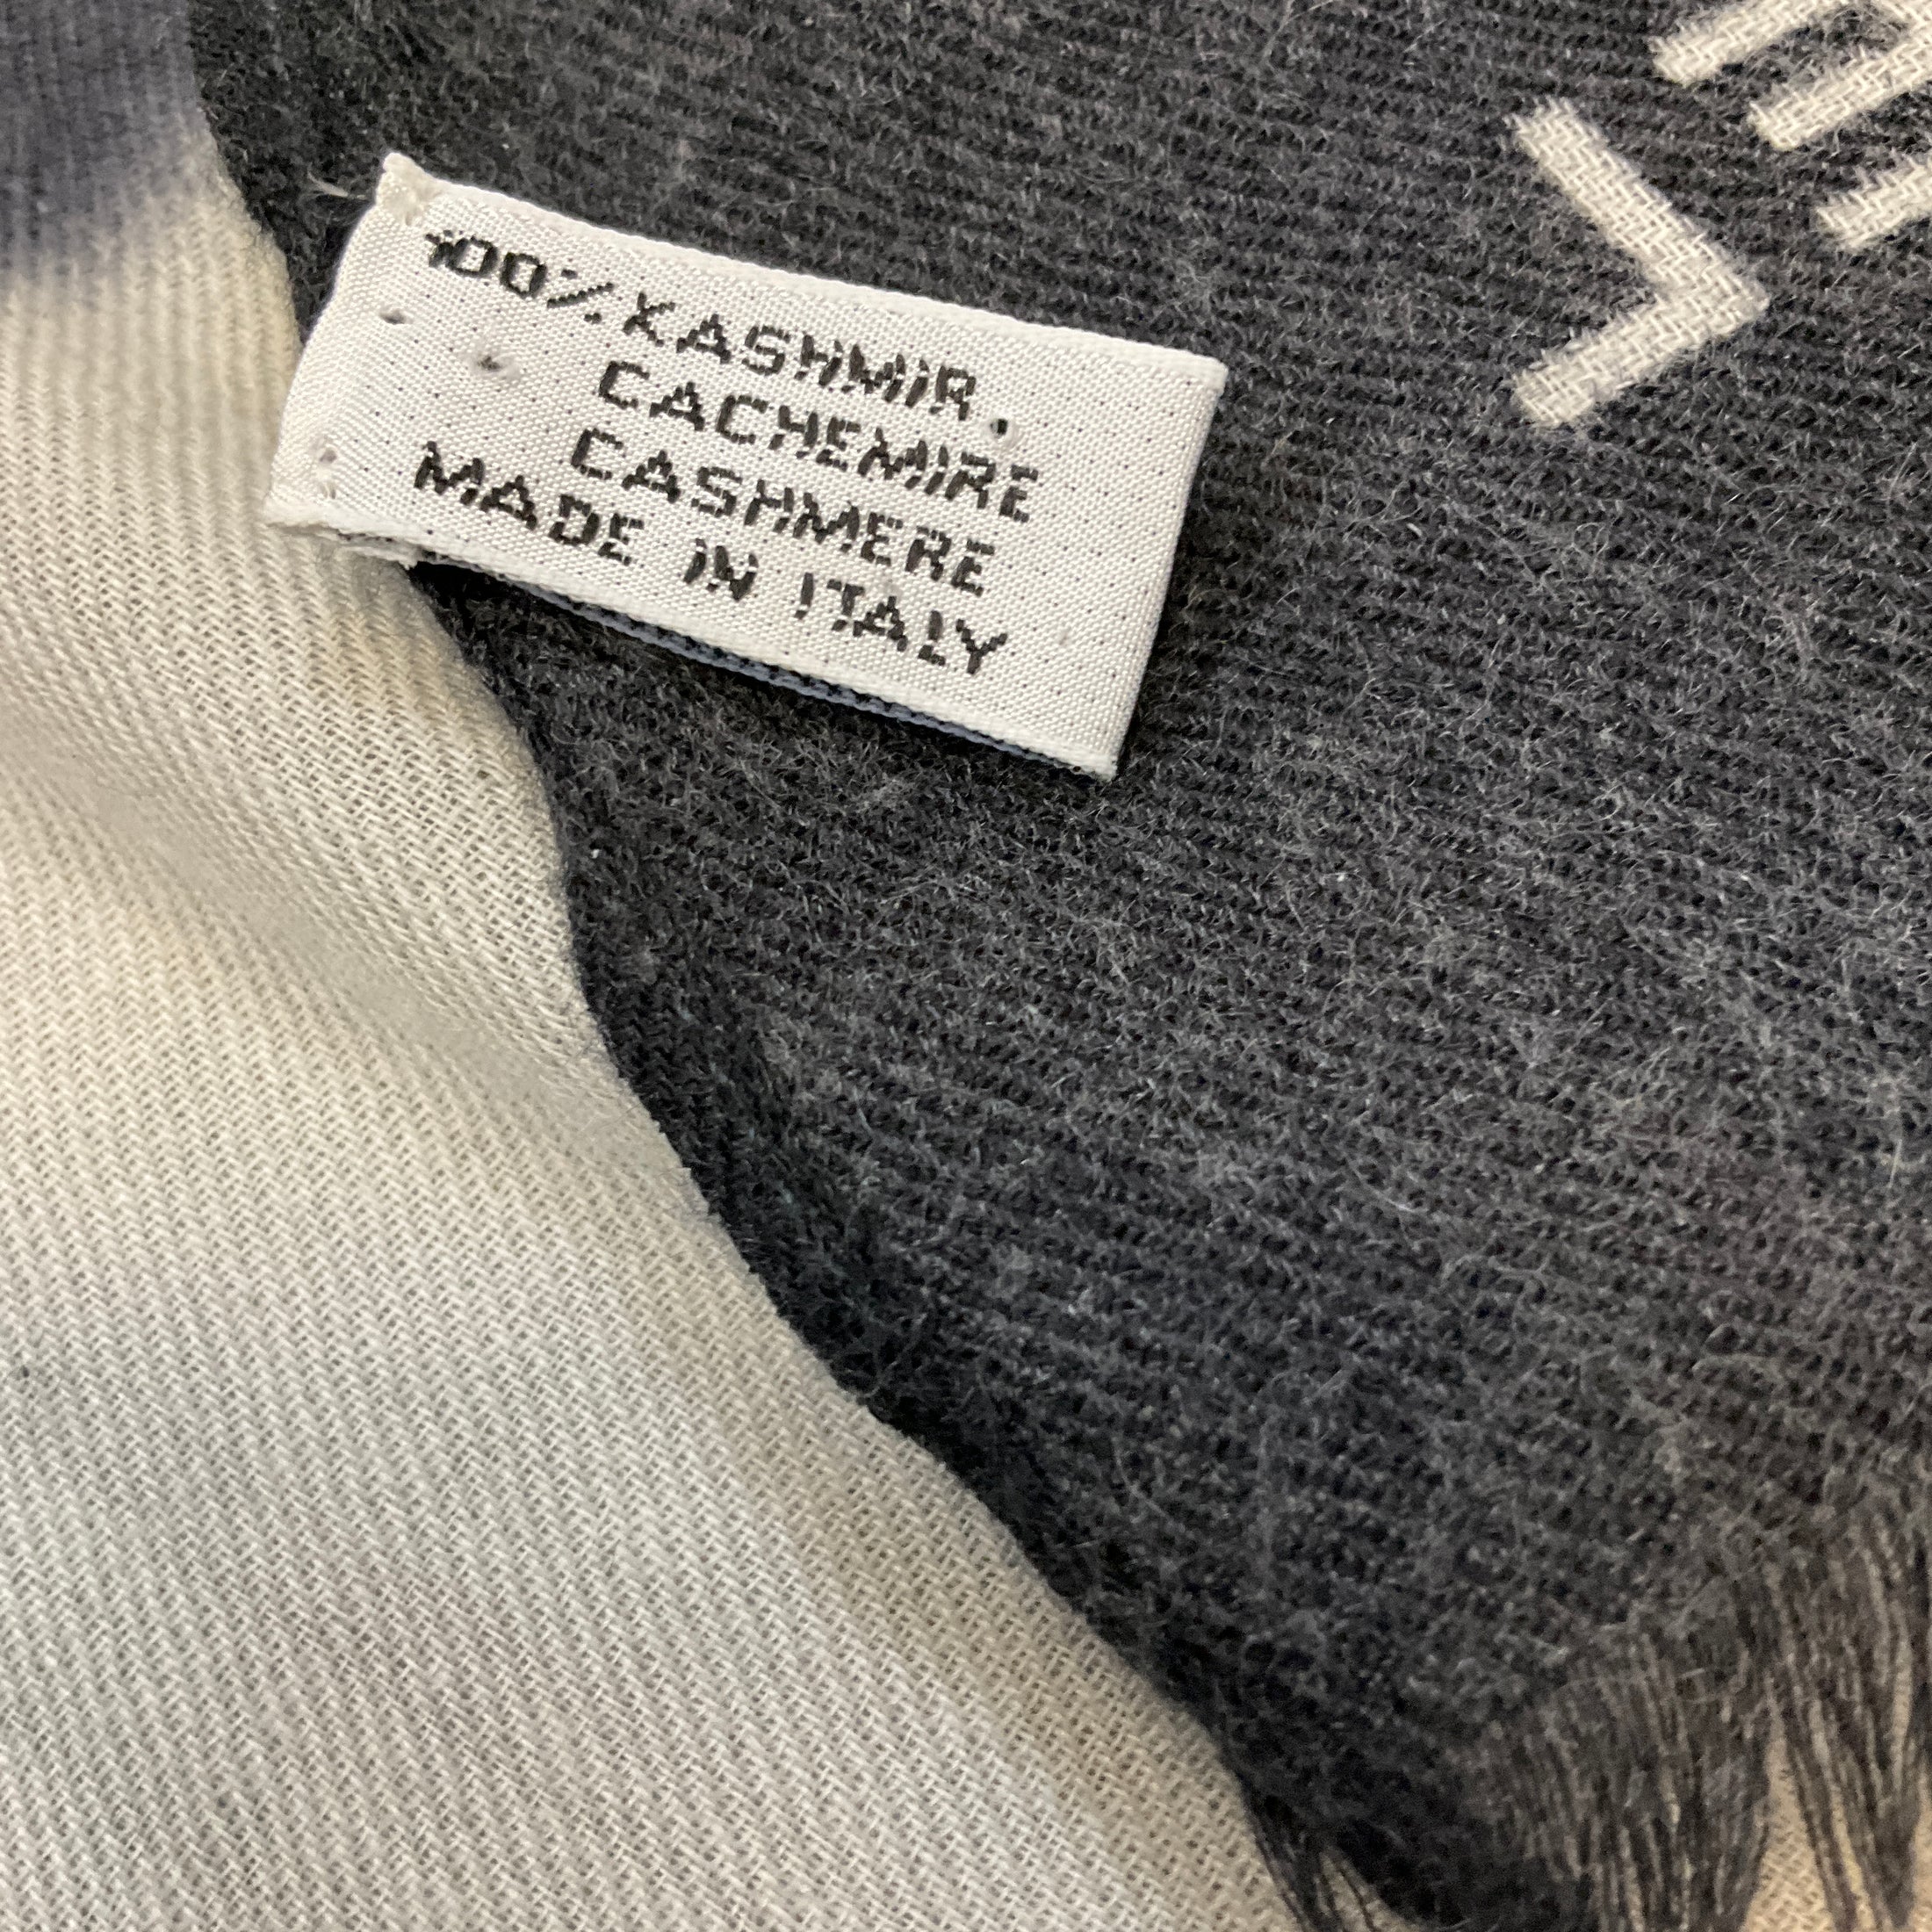 100% KASHMIR.
CACHEMIRE
CASHMERE
MADE IN ITALY